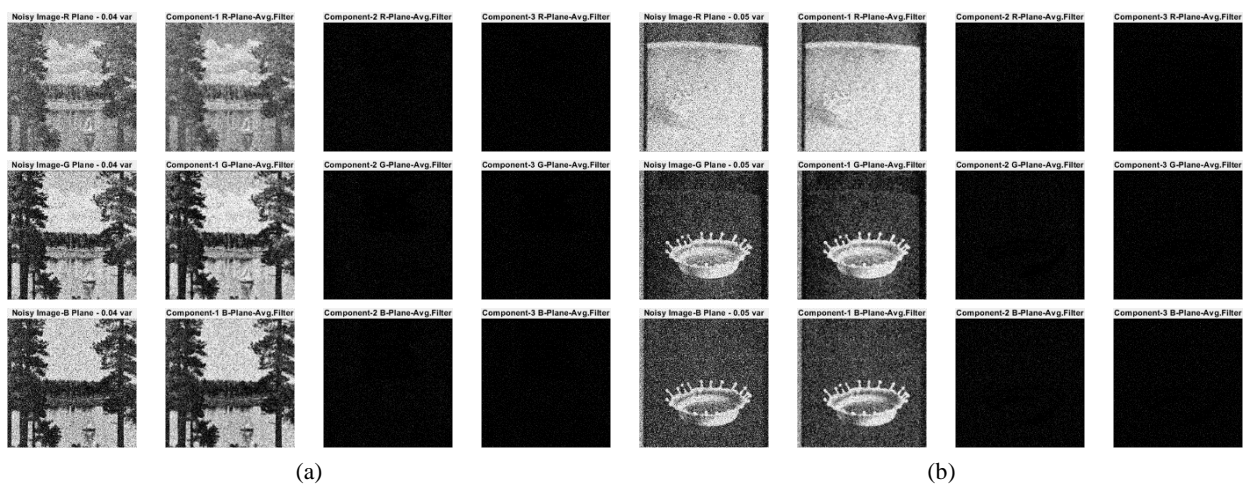 Noisy Image-R Plane - 0.04 var Component-1 R-Plane-Avg.Filter Component-2 R-Plane-Avg.Filter Component-3 R-Plane-Avg.Filter
Noisy Image-G Plane - 0.04 var Component-1 G-Plane-Avg.Filter Component-2 G-Plane-Avg.Filter Component-3 G-Plane-Avg.Filter
Noisy Image-B Plane - 0.04 var Component-1 B-Plane-Avg.Filter Component-2 B-Plane-Avg.Filter Component-3 B-Plane-Avg.Filter
(a)
Noisy Image-R Plane - 0.05 var Component-1 R-Plane-Avg.Filter Component-2 R-Plane-Avg.Filter Component-3 R-Plane-Avg.Filter
Noisy Image-G Plane - 0.05 var Component-1 G-Plane-Avg.Filter Component-2 G-Plane-Avg.Filter Component-3 G-Plane-Avg.Filter
Noisy Image-B Plane - 0.05 var Component-1 B-Plane-Avg.Filter Component-2 B-Plane-Avg.Filter Component-3 B-Plane-Avg.Filter
(b)